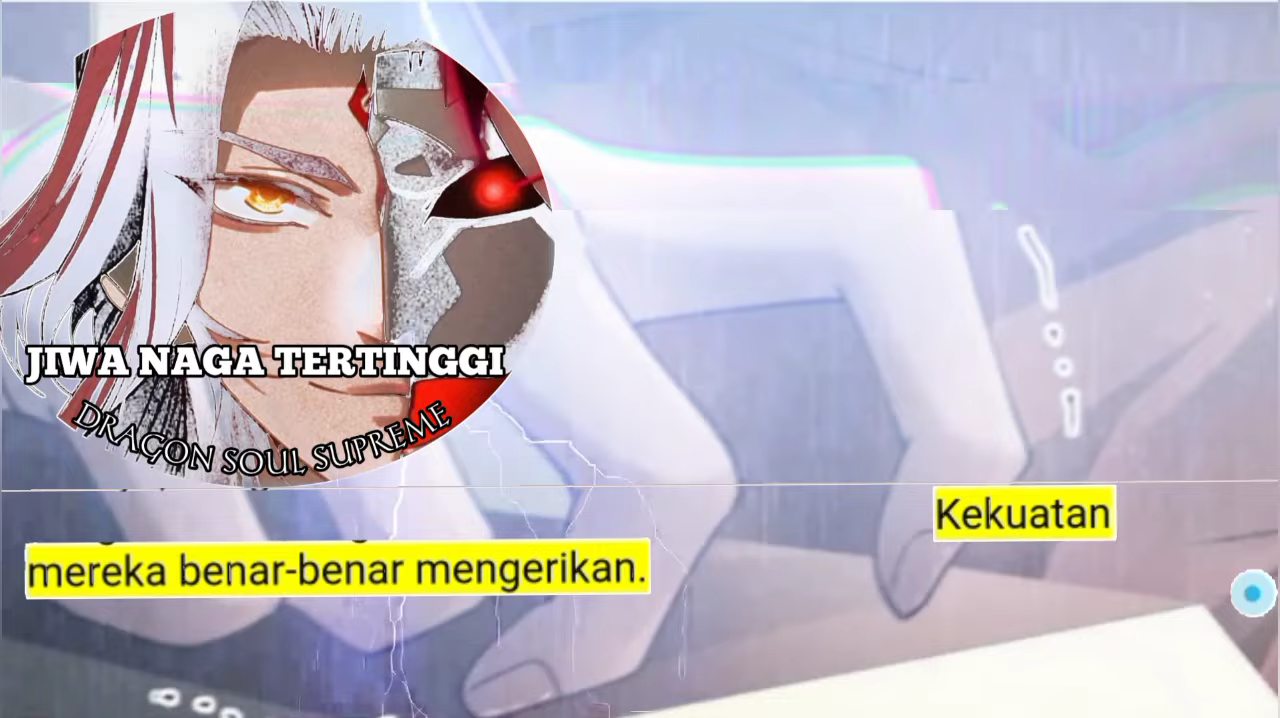 JIWA NAGA TERTINGGI
DRAGON SOUL SUPREME
Kekuatan
mereka benar-benar mengerikan.